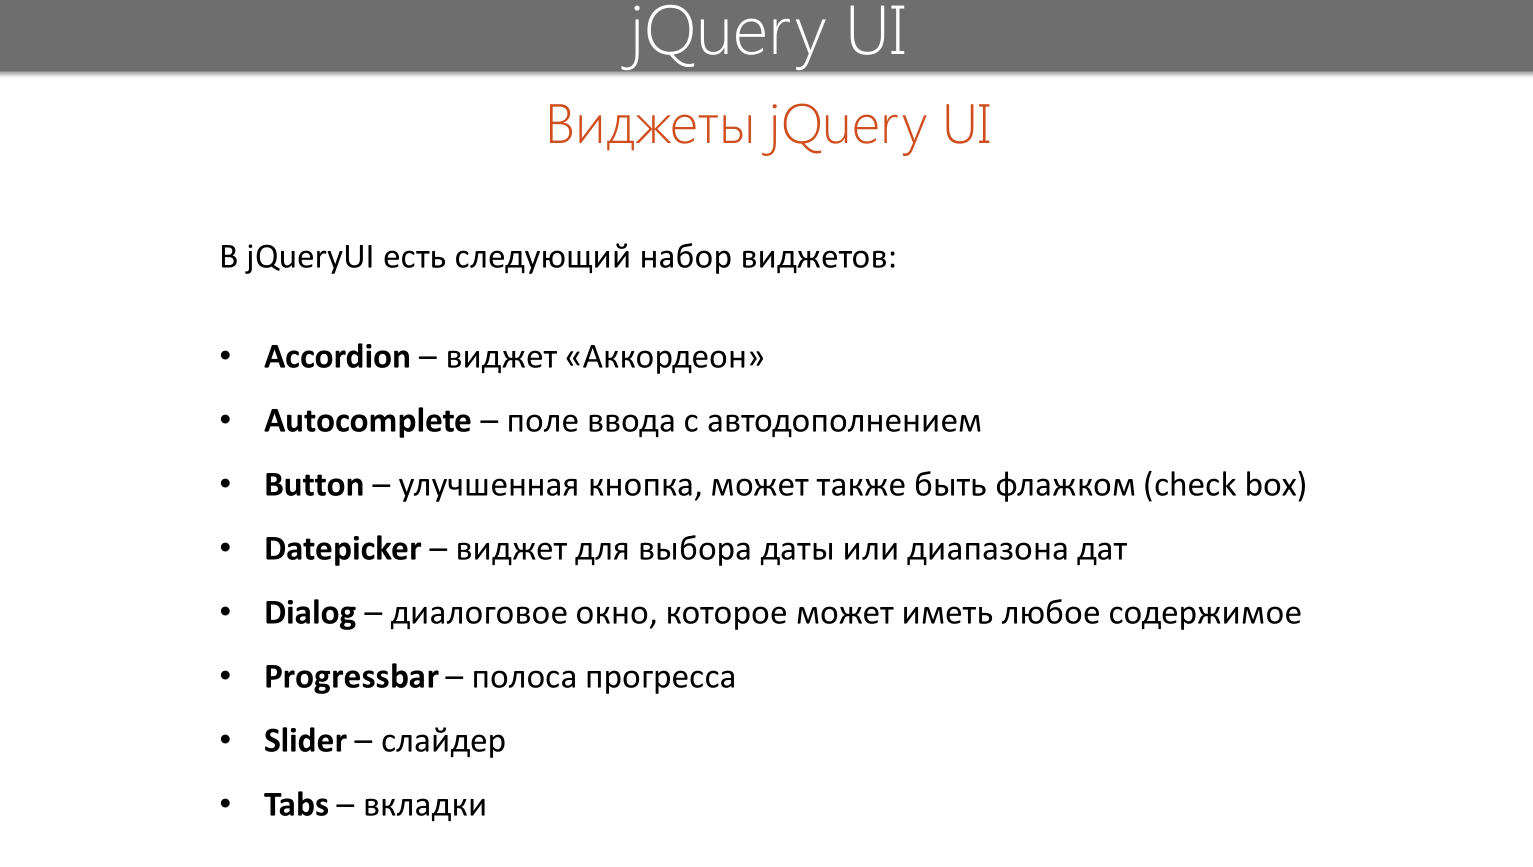 jQuery UI
Виджеты jQuery UI
В jQueryUI есть следующий набор виджетов:
• Accordion – виджет «Аккордеон»
• Autocomplete – поле ввода с автодополнением
• Button – улучшенная кнопка, может также быть флажком (check box)
• Datepicker – виджет для выбора даты или диапазона дат
• Dialog – диалоговое окно, которое может иметь любое содержимое
• Progressbar – полоса прогресса
• Slider – слайдер
• Tabs – вкладки